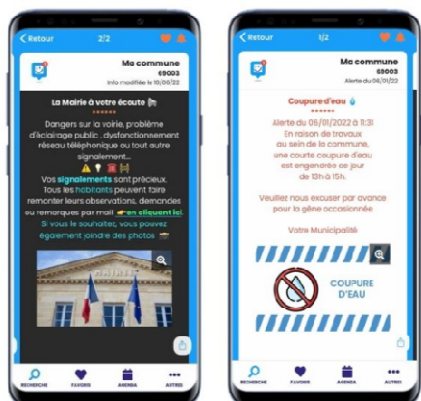 Retour
2/2
Ma commune
69003
Info modifiée le 10/06/22
La Mairie à votre écoute
Dangers sur la voirie, problème
d'éclairage public, dysfonctionnement
réseau téléphonique ou tout autre
signalement...
Vos signalements sont précieux.
Tous les habitants peuvent faire
remonter leurs observations, demandes
ou remarques par mail en cliquant ici.
Si vous le souhaitez, vous pouvez
également joindre des photos
RECHERCHE
FAVORIS
AGENDA
AUTRES
Retour
1/2
Ma commune
69003
Alerte du 05/01/22
Coupure d'eau
Alerte du 05/01/2022 à 11:31
En raison de travaux
au sein de la commune,
une courte coupure d'eau
est engendrée ce jour
de 13h à 15h.
Veuillez nous excuser par avance
pour la gêne occasionnée
Votre Municipalité
COUPURE
D'EAU
RECHERCHE
FAVORIS
AGENDA
AUTRES